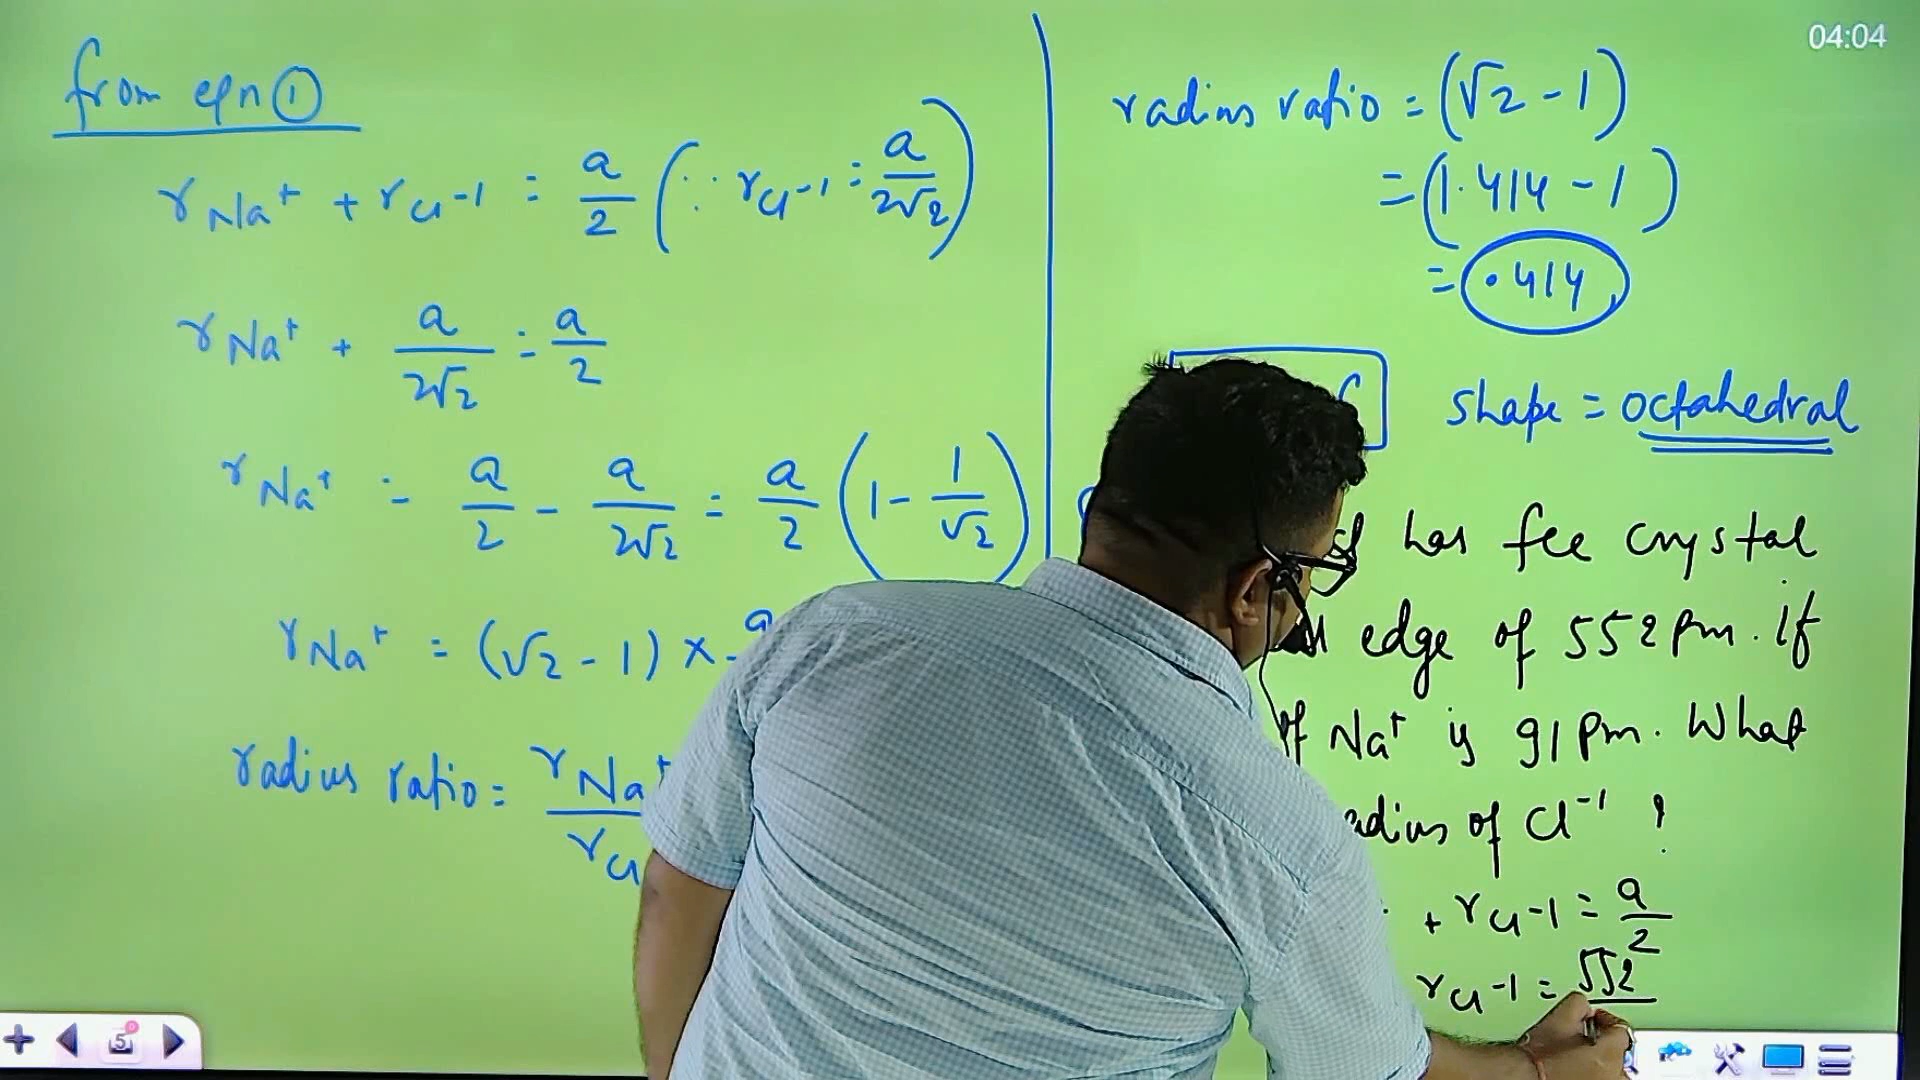 from eqn ①
rNa⁺ + rCl⁻¹ = a/2 (∵ rCl⁻¹ = a/2√2)
rNa⁺ + a/2√2 = a/2
rNa⁺ = a/2 - a/2√2 = a/2 (1 - 1/√2)
rNa⁺ = (√2 - 1) × a
radius ratio = rNa⁺
rCl
04:04
radius ratio = (√2 - 1)
= (1.414 - 1)
= .414
shape = octahedral
has fcc crystal
edge of 552 pm. If
of Na⁺ is 91 pm. What
radius of Cl⁻¹ ?
+ rCl⁻¹ = a/2
rCl⁻¹ = 552
5